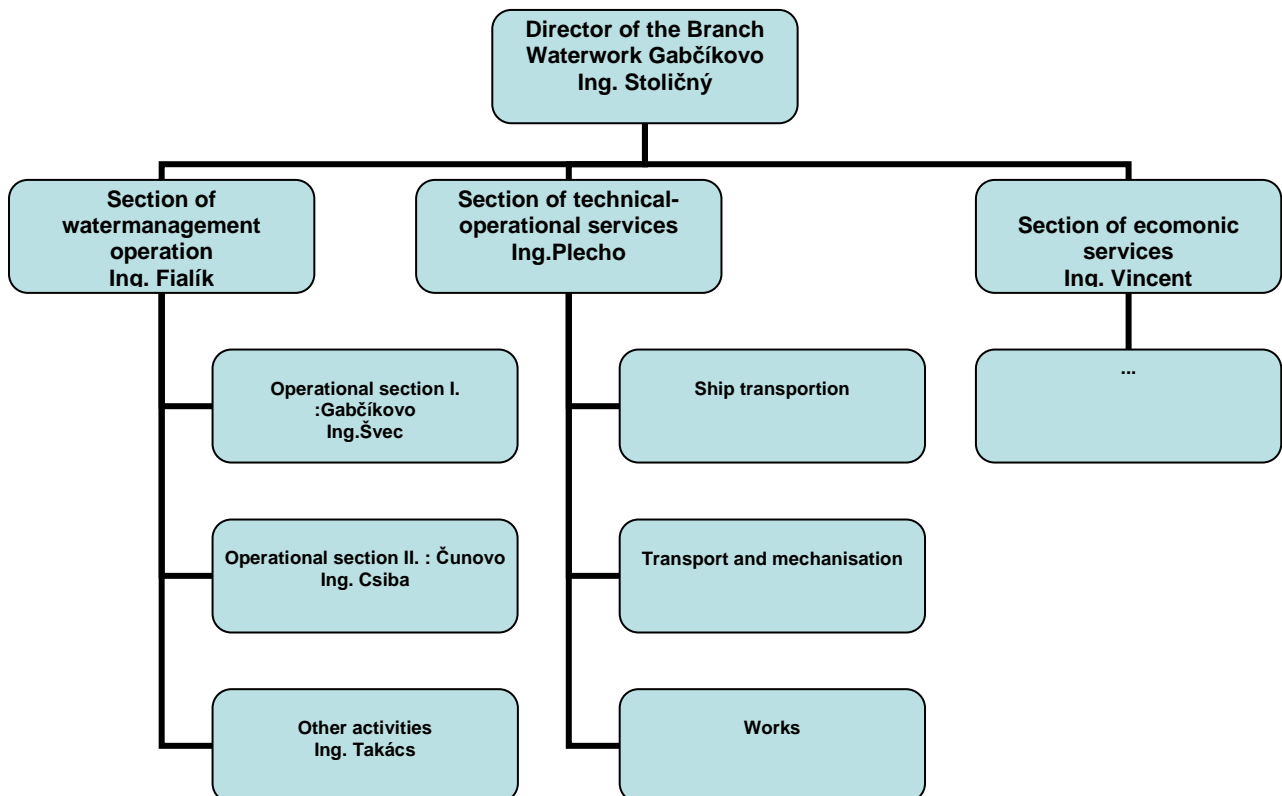 Director of the Branch
Waterwork Gabčíkovo
Ing. Stoličný
Section of
watermanagement
operation
Ing. Fialík
Section of technical-
operational services
Ing.Plecho
Section of ecomonic
services
Ing. Vincent
Operational section I.
:Gabčíkovo
Ing.Švec
Ship transportion
...
Operational section II. : Čunovo
Ing. Csiba
Transport and mechanisation
Other activities
Ing. Takács
Works